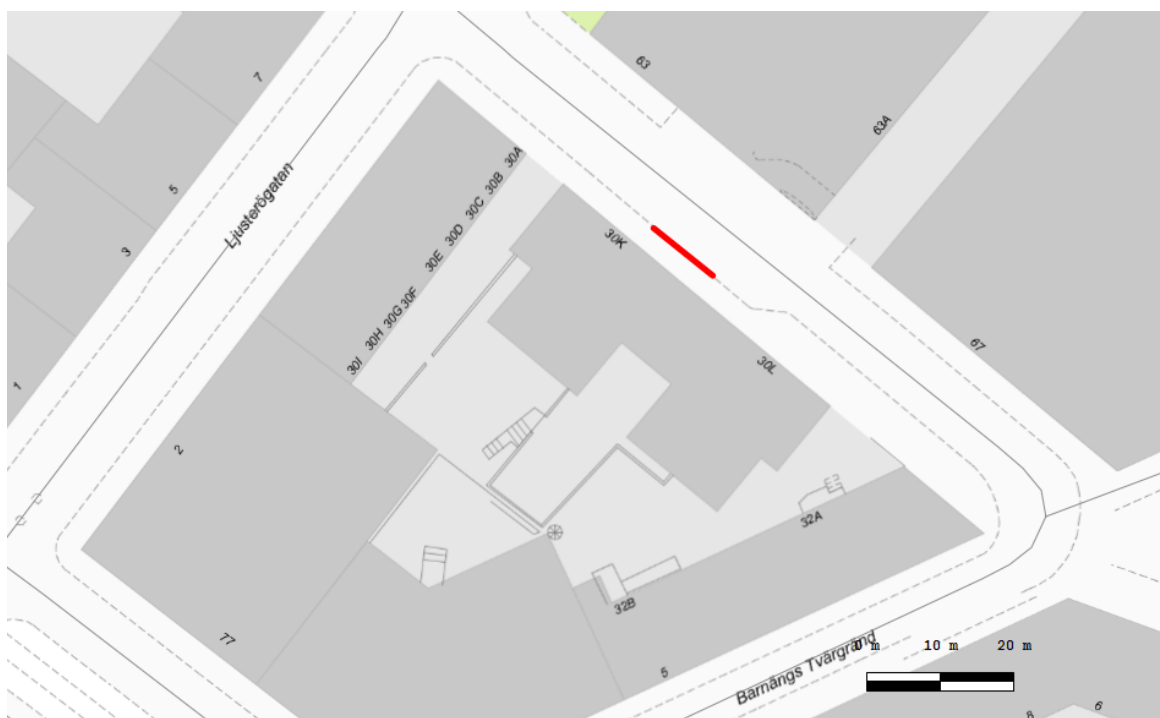 63
7
63A
Ljusterögatan
30A
30B
30C
30D
30E
30F
30G
30H
30I
5
3
30K
1
67
30L
2
32A
32B
77
5
Barnängs Tvärgränd
0 m 10 m 20 m
8
6